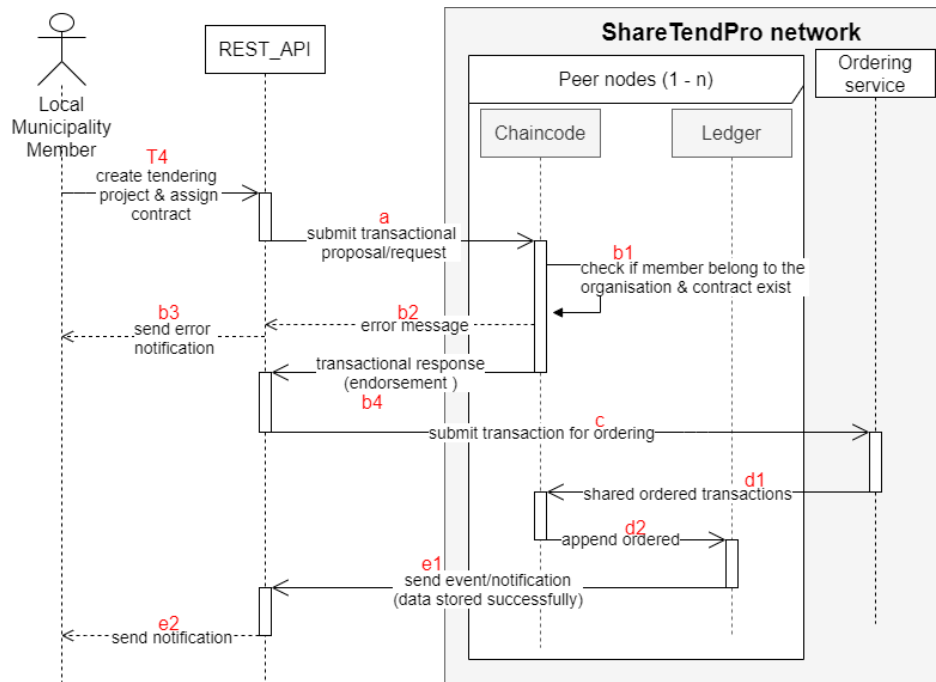 ShareTendPro network
REST_API
Ordering
service
Peer nodes (1 - n)
Local
Municipality
Member
Chaincode
Ledger
T4
create tendering
project & assign
contract
a
submit transactional
proposal/request
b1
check if member belong to the
organisation & contract exist
b3
send error
notification
b2
error message
transactional response
(endorsement )
b4
c
submit transaction for ordering
d1
shared ordered transactions
d2
append ordered
e1
send event/notification
(data stored successfully)
e2
send notification